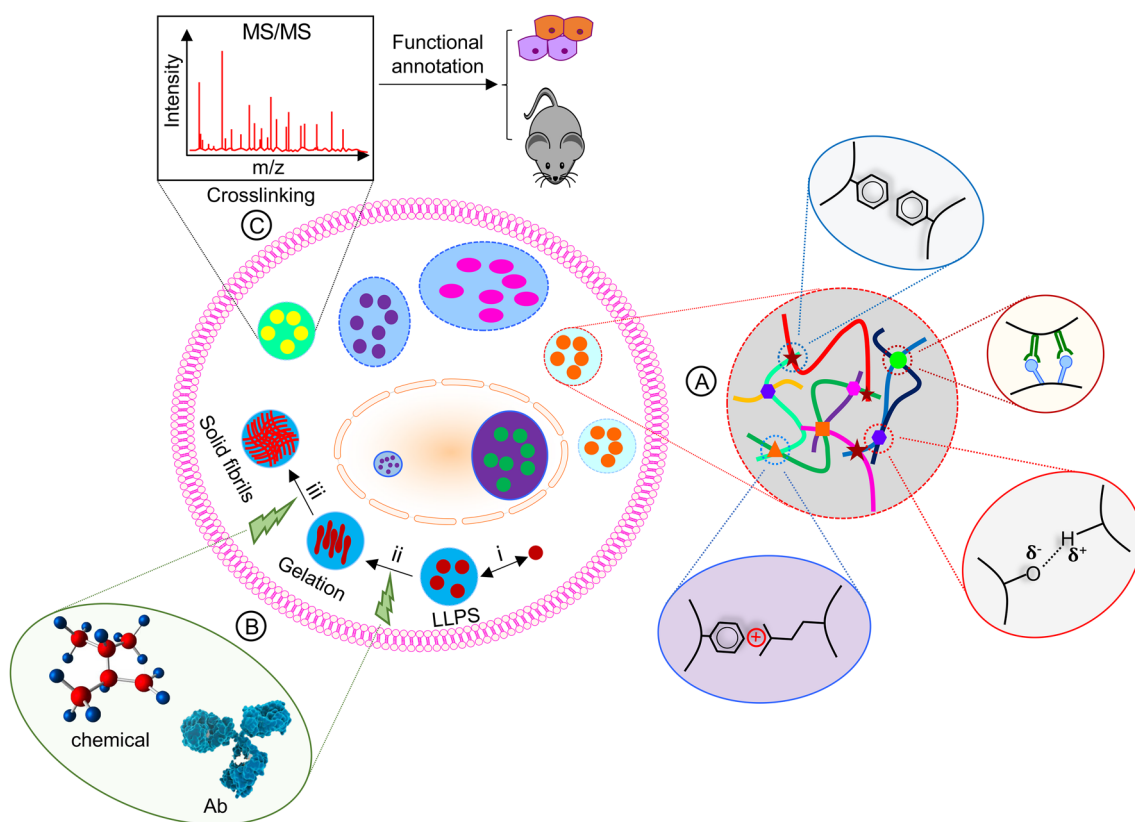 MS/MS
Intensity
m/z
Crosslinking
Functional
annotation
C
A
Solid fibrils
iii
Gelation
ii
i
LLPS
B
chemical
Ab
δ-
H
δ+
O
+